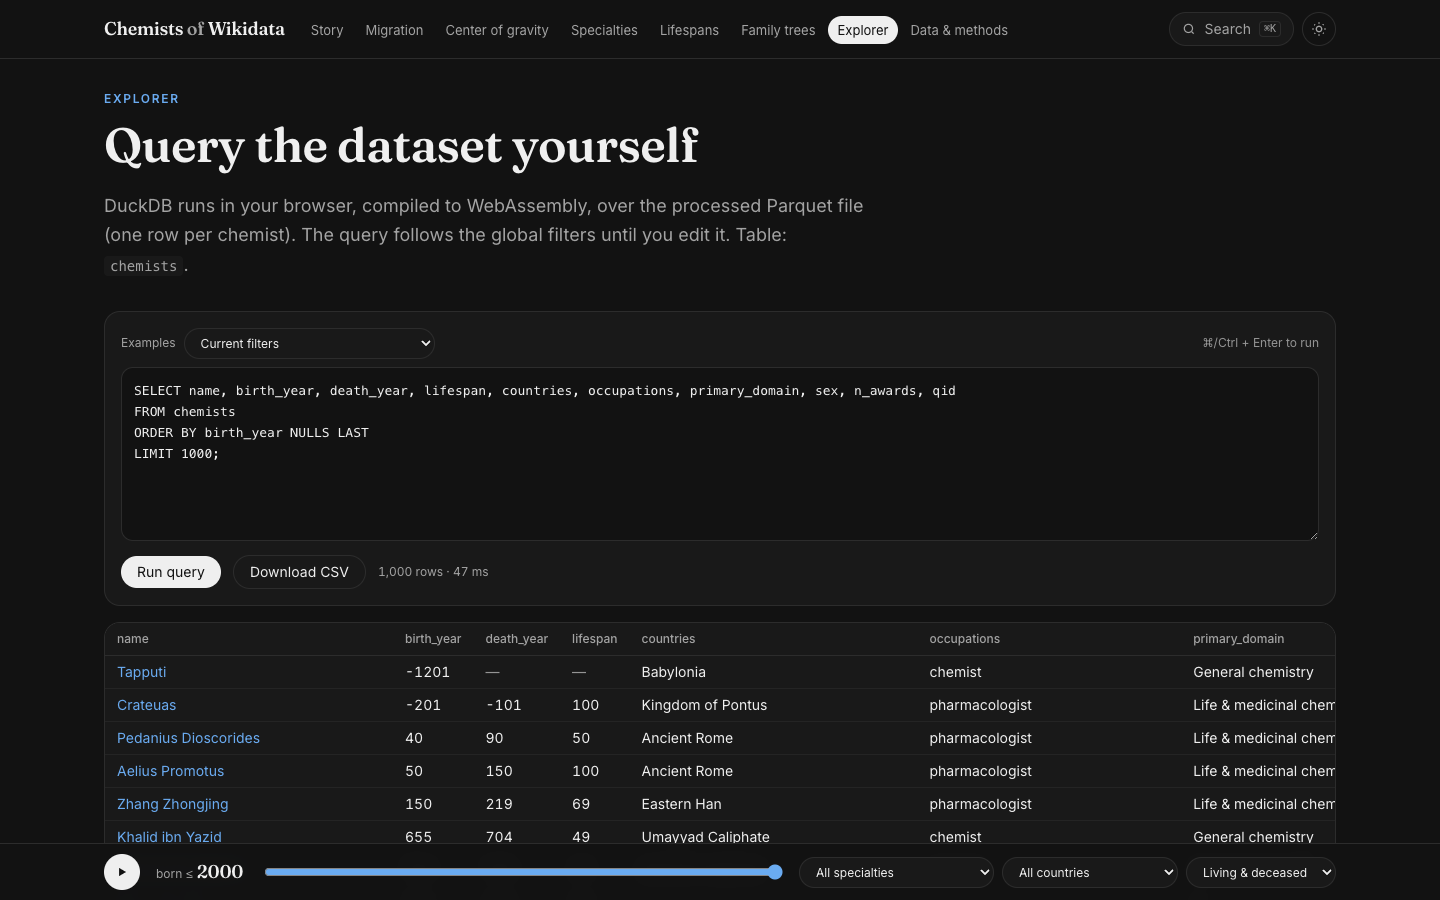 Chemists of Wikidata Story Migration Center of gravity Specialties Lifespans Family trees Explorer Data & methods Search ⌘K
EXPLORER
Query the dataset yourself
DuckDB runs in your browser, compiled to WebAssembly, over the processed Parquet file
(one row per chemist). The query follows the global filters until you edit it. Table:
chemists.
Examples Current filters ⌘/Ctrl + Enter to run
SELECT name, birth_year, death_year, lifespan, countries, occupations, primary_domain, sex, n_awards, qid
FROM chemists
ORDER BY birth_year NULLS LAST
LIMIT 1000;
Run query Download CSV 1,000 rows · 47 ms
name birth_year death_year lifespan countries occupations primary_domain
Tapputi -1201 — — Babylonia chemist General chemistry
Crateuas -201 -101 100 Kingdom of Pontus pharmacologist Life & medicinal chem
Pedanius Dioscorides 40 90 50 Ancient Rome pharmacologist Life & medicinal chem
Aelius Promotus 50 150 100 Ancient Rome pharmacologist Life & medicinal chem
Zhang Zhongjing 150 219 69 Eastern Han pharmacologist Life & medicinal chem
Khalid ibn Yazid 655 704 49 Umayyad Caliphate chemist General chemistry
born ≤ 2000 All specialties All countries Living & deceased